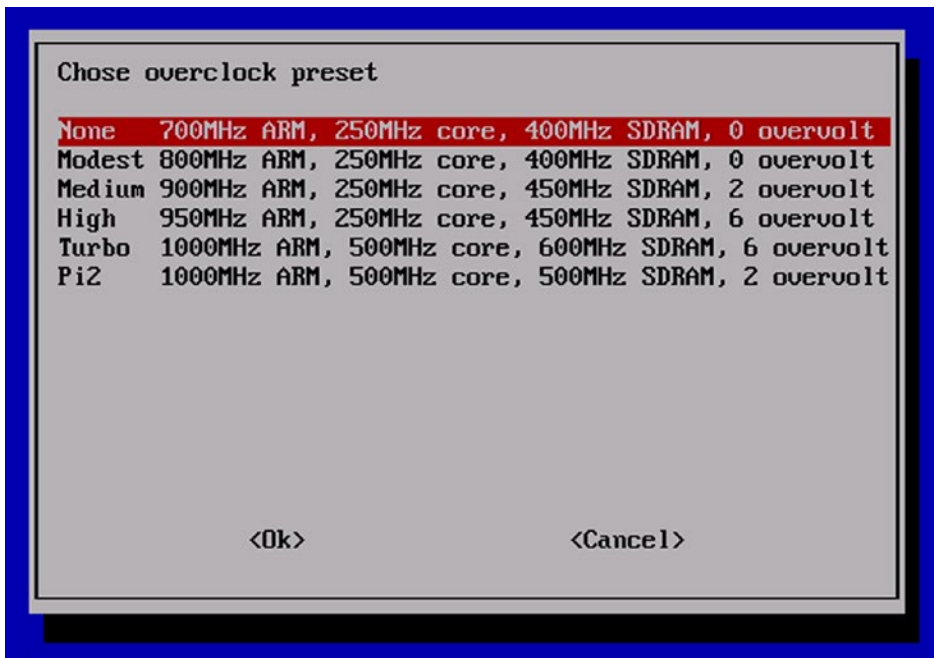 Chose overclock preset
None 700MHz ARM, 250MHz core, 400MHz SDRAM, 0 overvolt
Modest 800MHz ARM, 250MHz core, 400MHz SDRAM, 0 overvolt
Medium 900MHz ARM, 250MHz core, 450MHz SDRAM, 2 overvolt
High 950MHz ARM, 250MHz core, 450MHz SDRAM, 6 overvolt
Turbo 1000MHz ARM, 500MHz core, 600MHz SDRAM, 6 overvolt
Pi2 1000MHz ARM, 500MHz core, 500MHz SDRAM, 2 overvolt
<Ok> <Cancel>